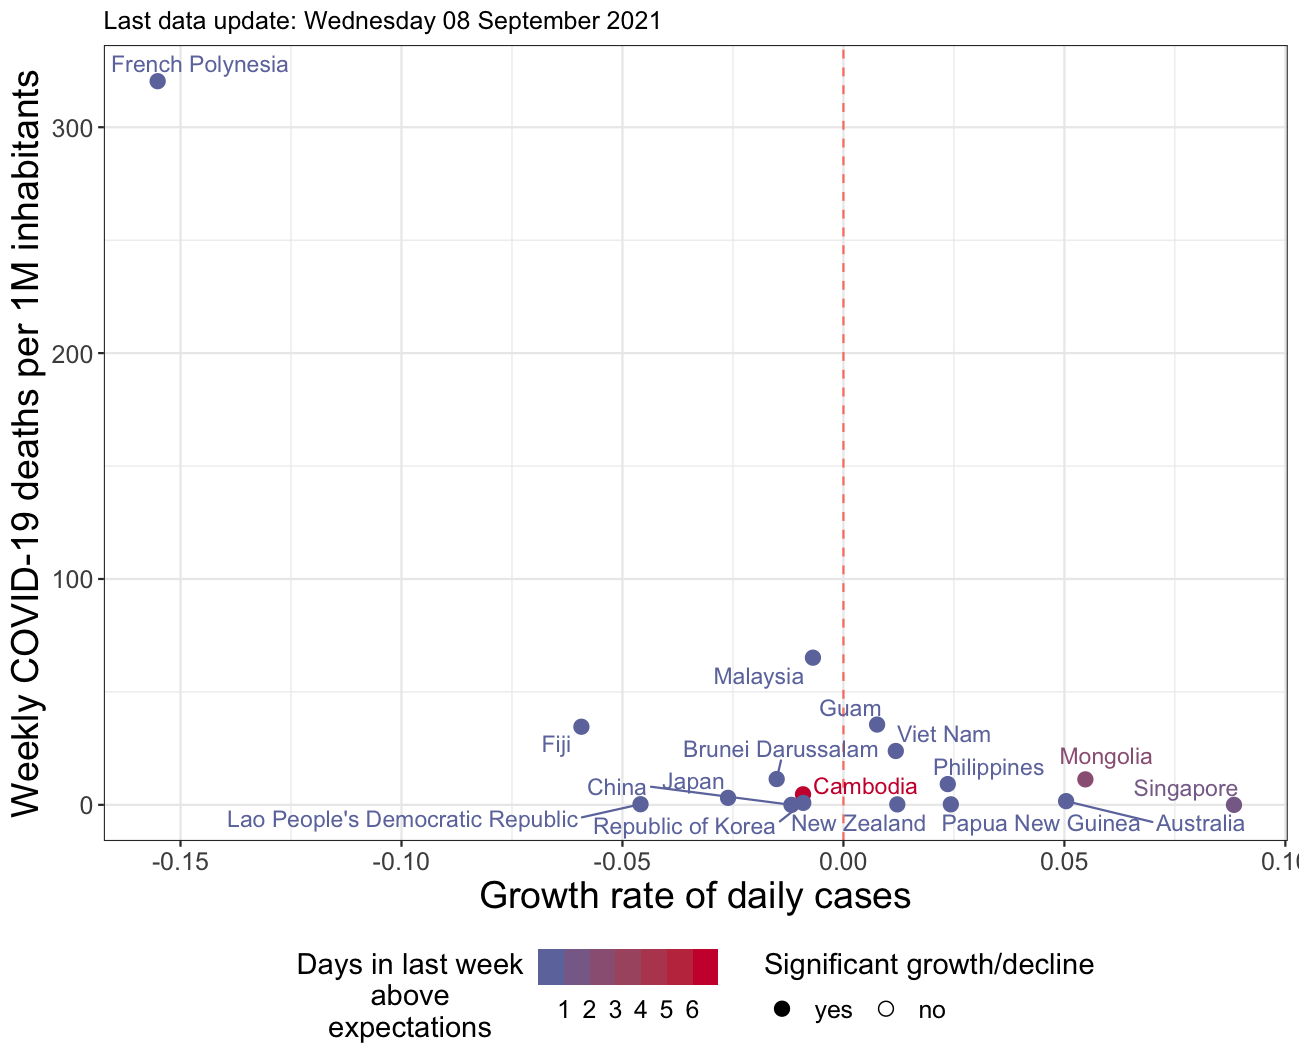 Last data update: Wednesday 08 September 2021
French Polynesia
Weekly COVID-19 deaths per 1M inhabitants
300
200
100
0
Malaysia
Guam
Viet Nam
Fiji
Brunei Darussalam
Mongolia
Philippines
China
Japan
Cambodia
Singapore
Lao People's Democratic Republic
Republic of Korea
New Zealand
Papua New Guinea
Australia
-0.15
-0.10
-0.05
0.00
0.05
0.10
Growth rate of daily cases
Days in last week
above
expectations
1 2 3 4 5 6
Significant growth/decline
yes
no